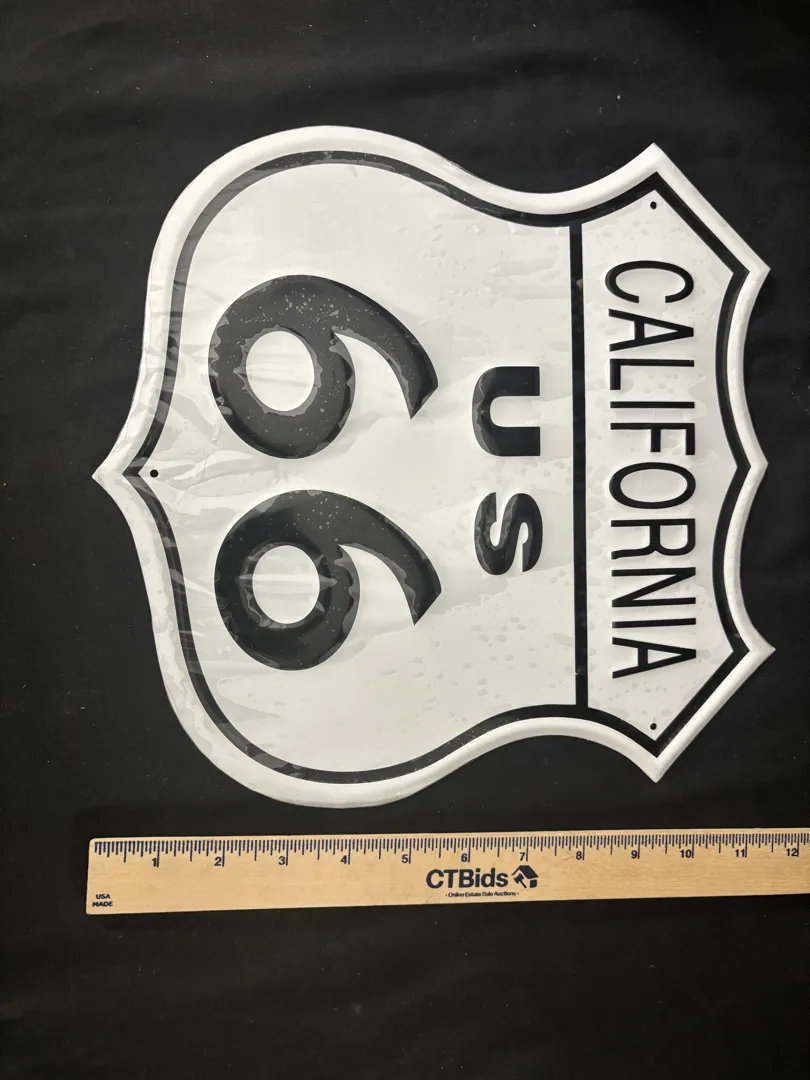 CALIFORNIA
US
66
1 2 3 4 5 6 7 8 9 10 11 12
CTBids
- Online Estate Sale Auctions -
USA
MADE